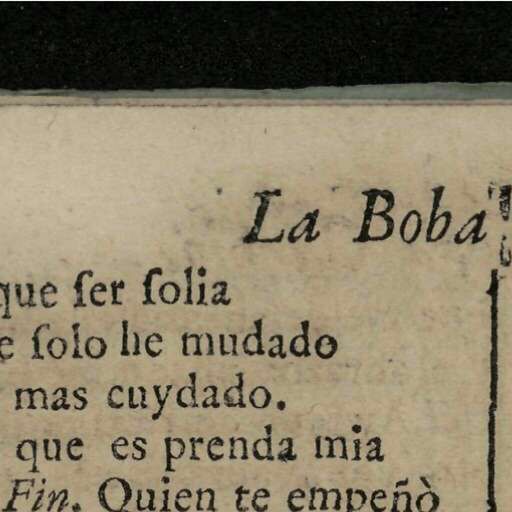 La Boba
que ſer ſolia
e ſolo he mudado
mas cuydado.
que es prenda mia
Fin. Quien te empeñò